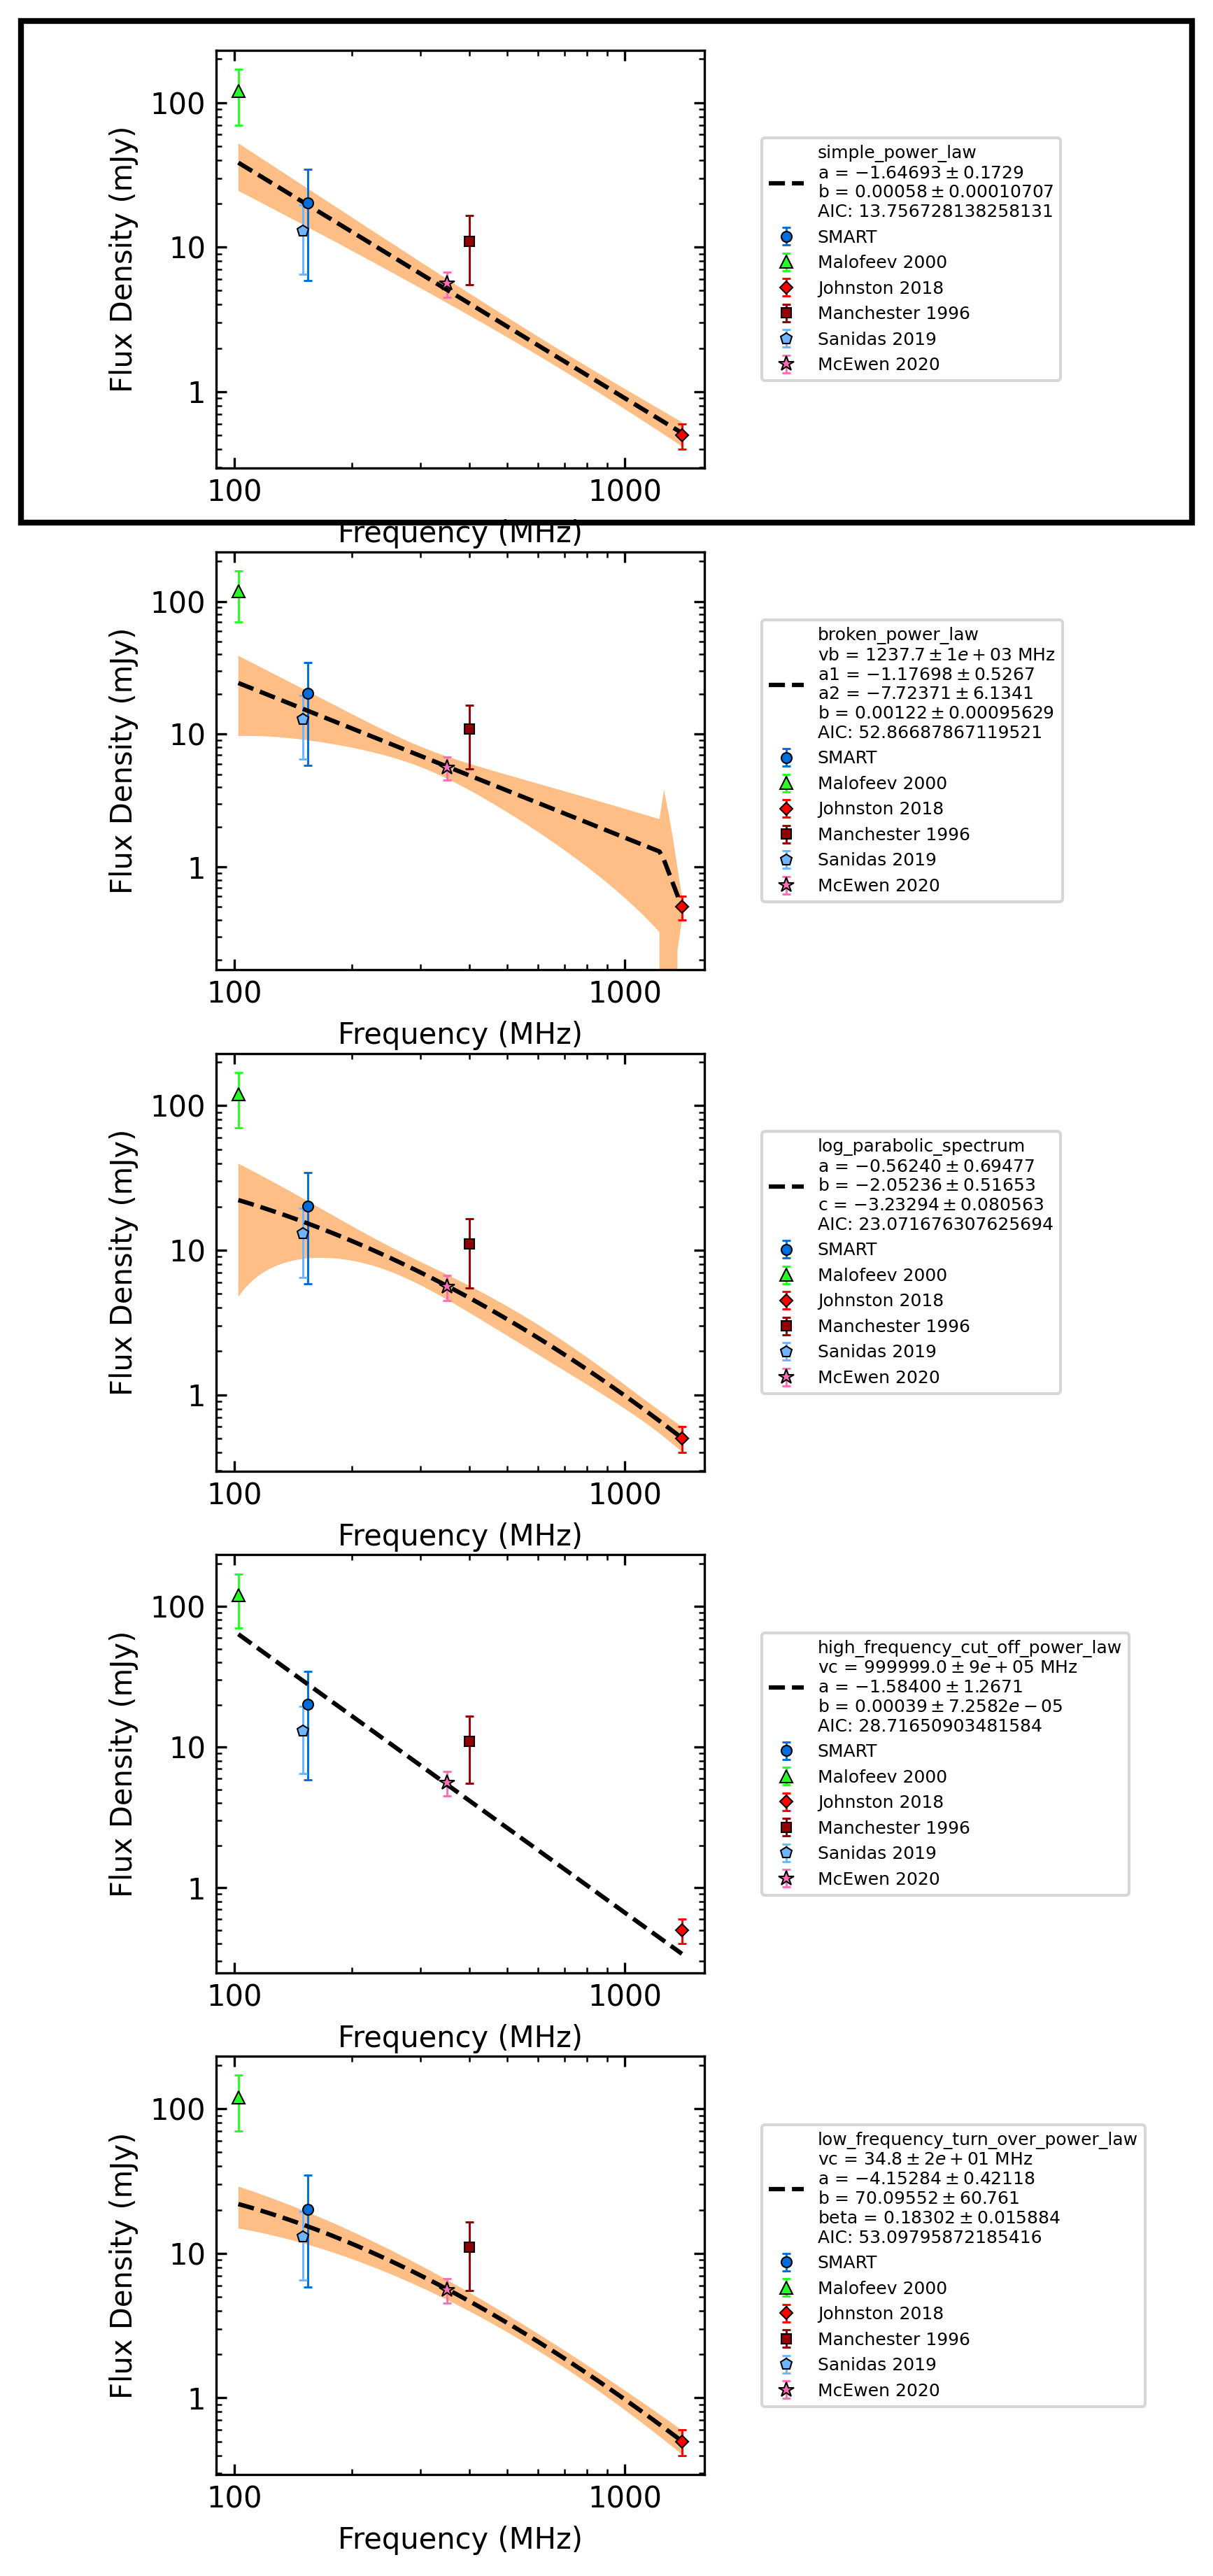 100
10
1
Flux Density (mJy)
100 1000
Frequency (MHz)
simple_power_law
a = −1.64693 ± 0.1729
b = 0.00058 ± 0.00010707
AIC: 13.756728138258131
SMART
Malofeev 2000
Johnston 2018
Manchester 1996
Sanidas 2019
McEwen 2020
100
10
1
Flux Density (mJy)
100 1000
Frequency (MHz)
broken_power_law
vb = 1237.7 ± 1e + 03 MHz
a1 = −1.17698 ± 0.5267
a2 = −7.72371 ± 6.1341
b = 0.00122 ± 0.00095629
AIC: 52.86687867119521
SMART
Malofeev 2000
Johnston 2018
Manchester 1996
Sanidas 2019
McEwen 2020
100
10
1
Flux Density (mJy)
100 1000
Frequency (MHz)
log_parabolic_spectrum
a = −0.56240 ± 0.69477
b = −2.05236 ± 0.51653
c = −3.23294 ± 0.080563
AIC: 23.071676307625694
SMART
Malofeev 2000
Johnston 2018
Manchester 1996
Sanidas 2019
McEwen 2020
100
10
1
Flux Density (mJy)
100 1000
Frequency (MHz)
high_frequency_cut_off_power_law
vc = 999999.0 ± 9e + 05 MHz
a = −1.58400 ± 1.2671
b = 0.00039 ± 7.2582e − 05
AIC: 28.71650903481584
SMART
Malofeev 2000
Johnston 2018
Manchester 1996
Sanidas 2019
McEwen 2020
100
10
1
Flux Density (mJy)
100 1000
Frequency (MHz)
low_frequency_turn_over_power_law
vc = 34.8 ± 2e + 01 MHz
a = −4.15284 ± 0.42118
b = 70.09552 ± 60.761
beta = 0.18302 ± 0.015884
AIC: 53.09795872185416
SMART
Malofeev 2000
Johnston 2018
Manchester 1996
Sanidas 2019
McEwen 2020